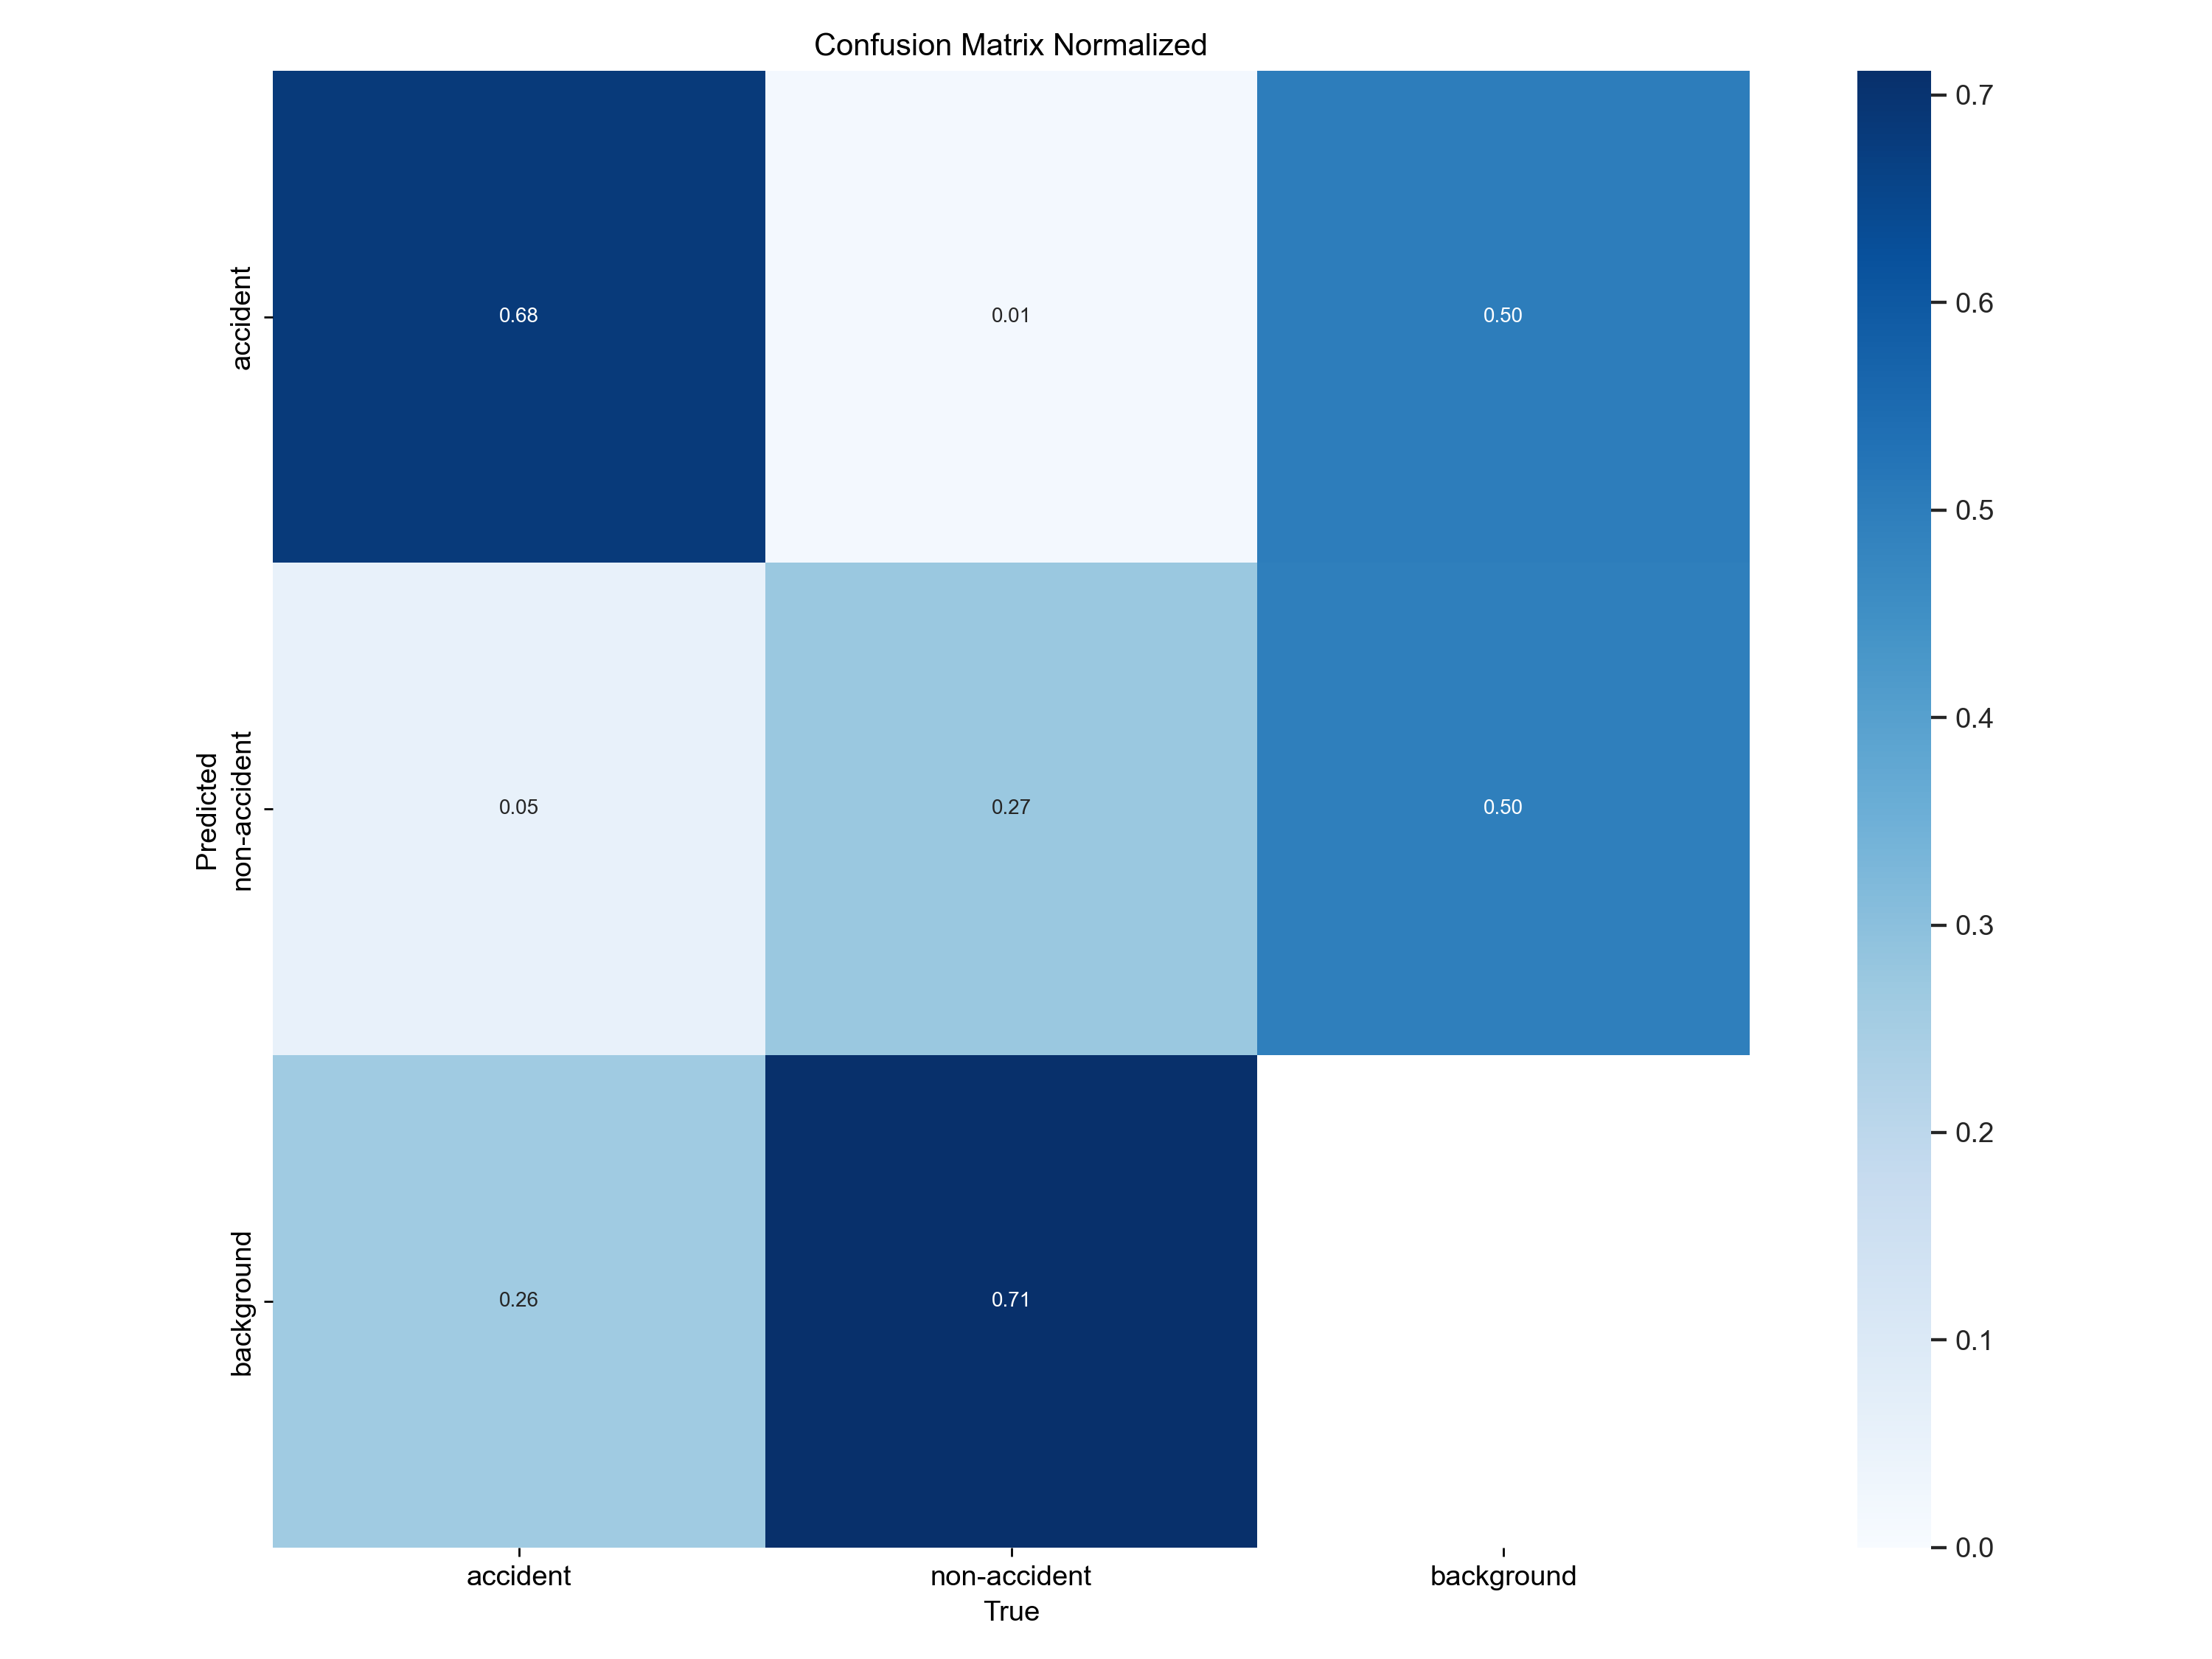 Confusion Matrix Normalized
accident
0.68
0.01
0.50
non-accident
0.05
0.27
0.50
background
0.26
0.71
Predicted
accident
non-accident
background
True
0.7
0.6
0.5
0.4
0.3
0.2
0.1
0.0